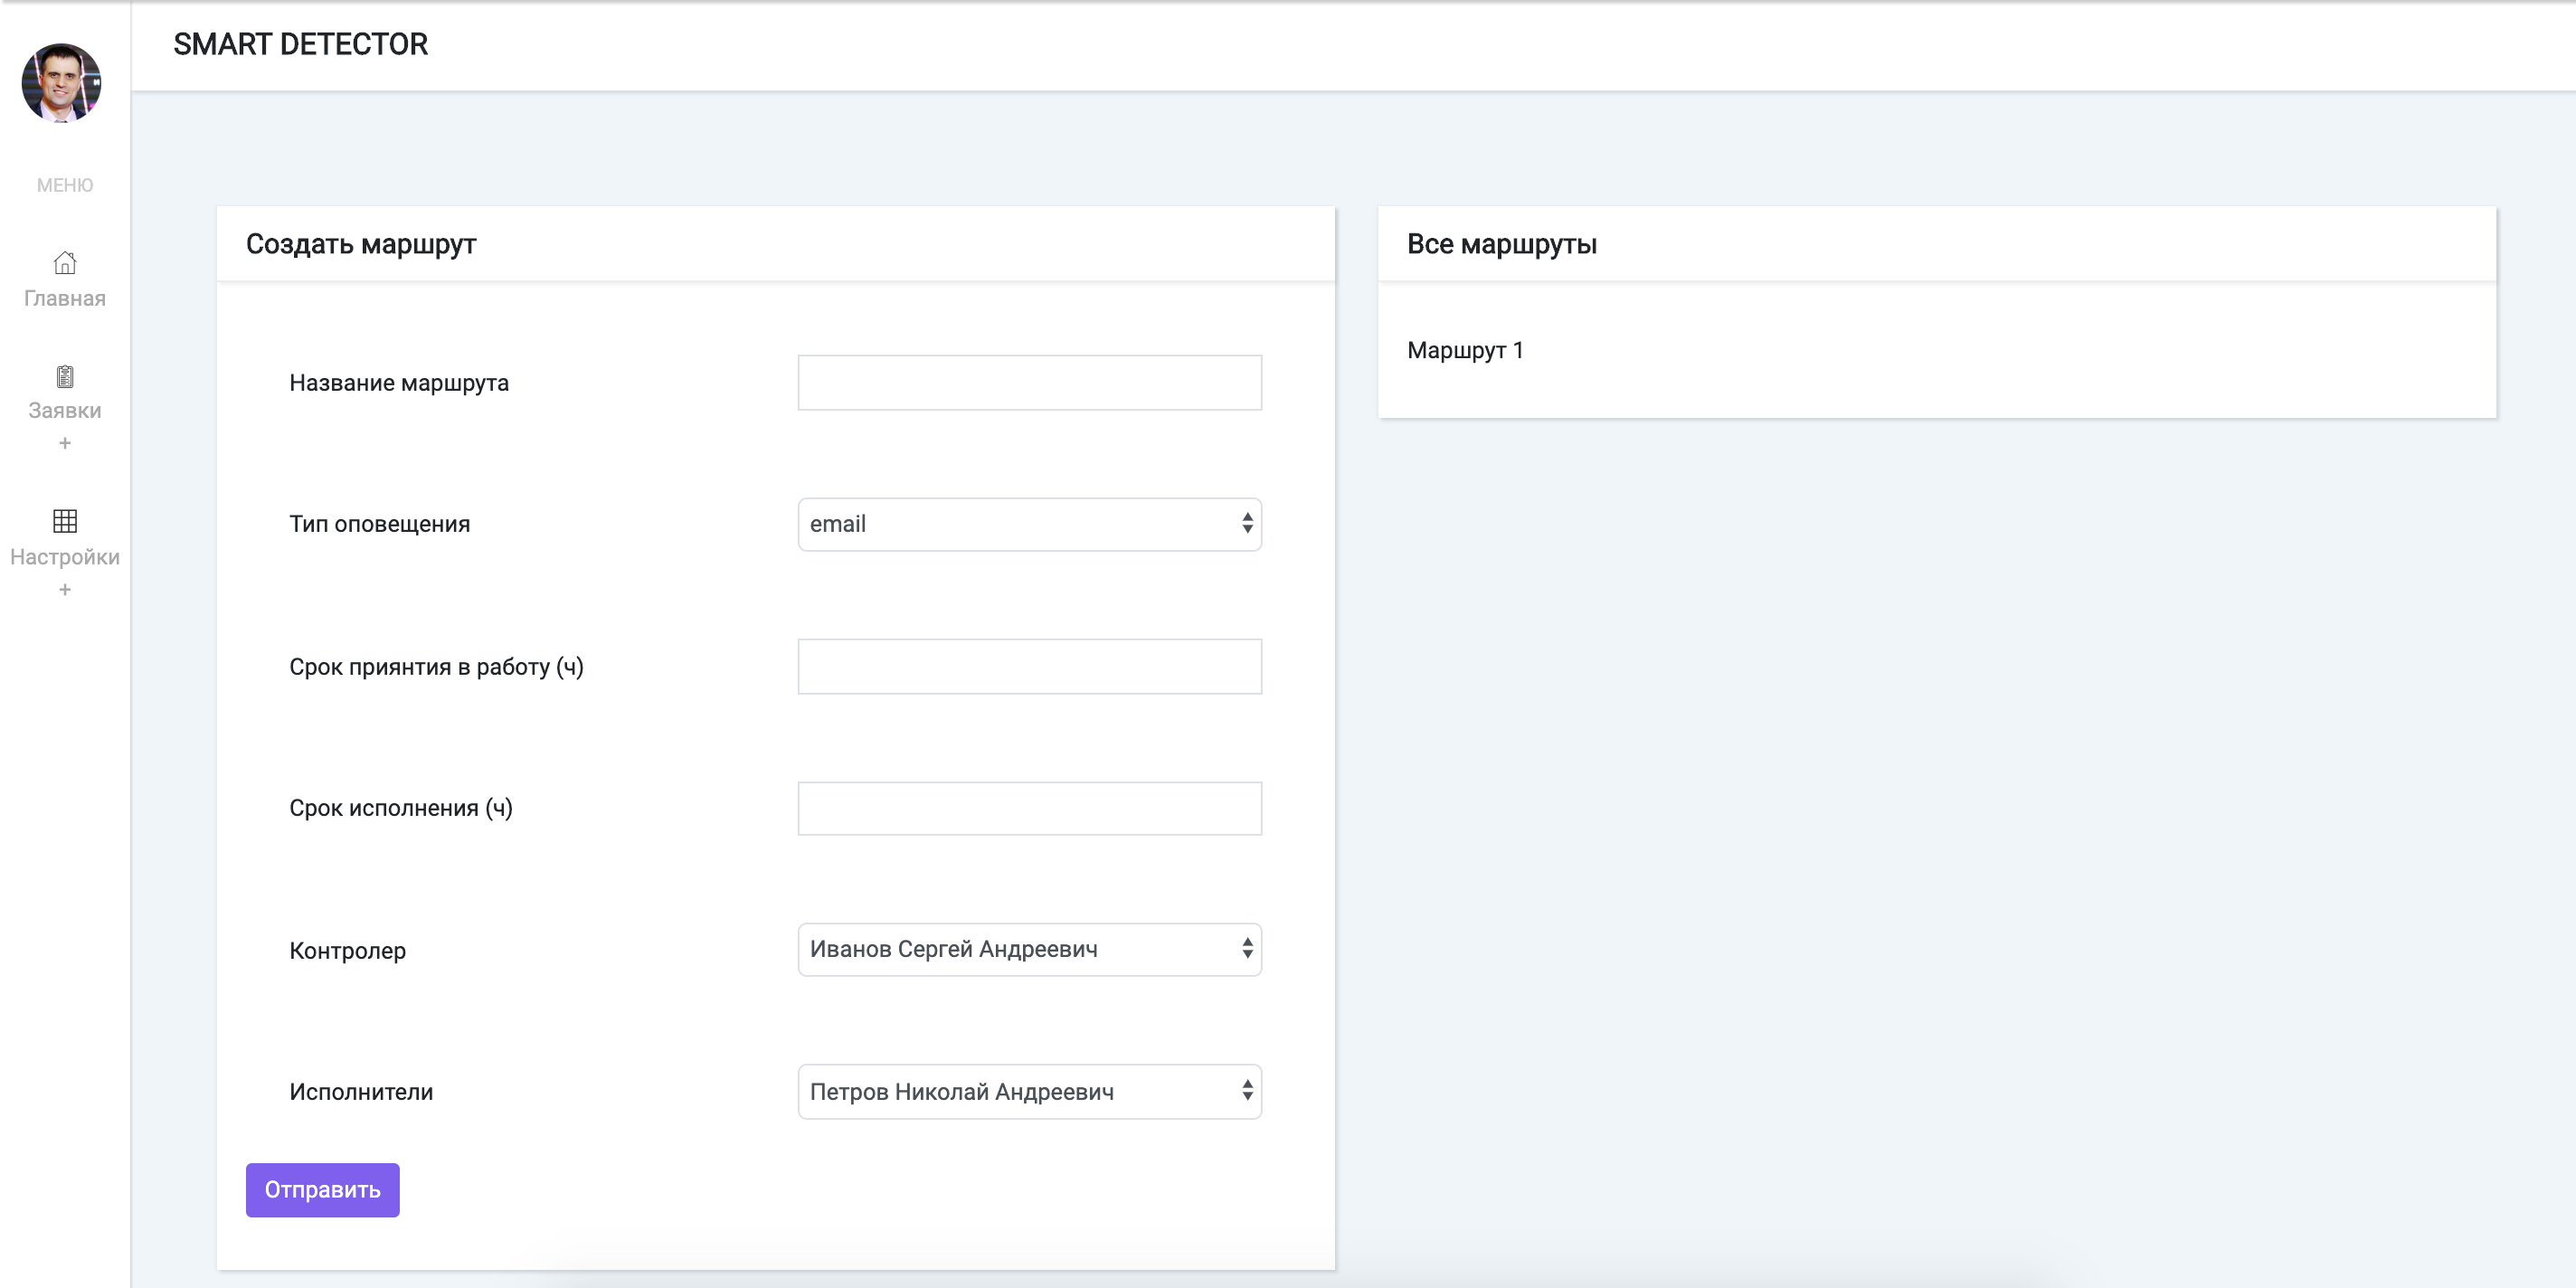 SMART DETECTOR
МЕНЮ
Главная
Заявки
+
Настройки
+
Создать маршрут
Название маршрута
Тип оповещения
email
Срок приянтия в работу (ч)
Срок исполнения (ч)
Контролер
Иванов Сергей Андреевич
Исполнители
Петров Николай Андреевич
Отправить
Все маршруты
Маршрут 1